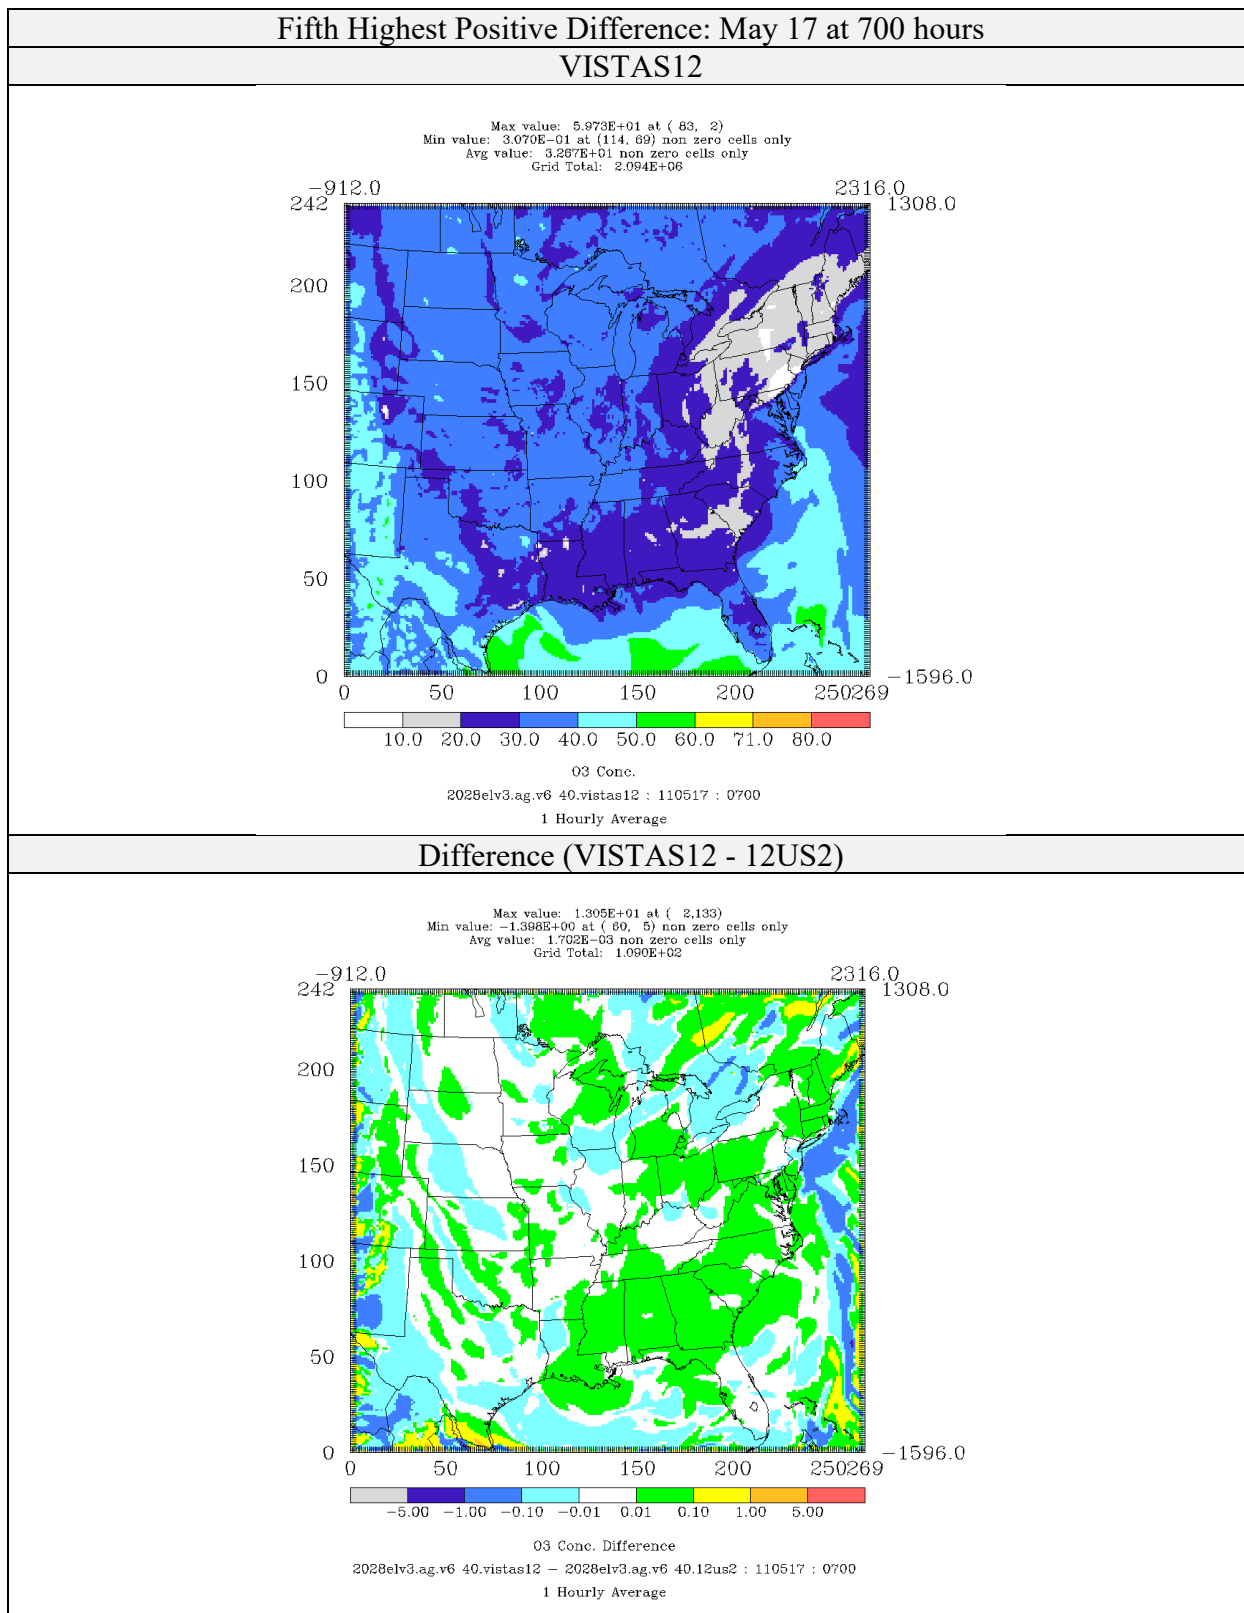 Fifth Highest Positive Difference: May 17 at 700 hours
VISTAS12
Max value: 5.973E+01 at ( 83, 2)
Min value: 3.070E-01 at (114, 69) non zero cells only
Avg value: 3.267E+01 non zero cells only
Grid Total: 2.094E+06
-912.0 2316.0
242 1308.0
200
150
100
50
0 -1596.0
0 50 100 150 200 250269
10.0 20.0 30.0 40.0 50.0 60.0 71.0 80.0
O3 Conc.
2028elv3.ag.v6 40.vistas12 : 110517 : 0700
1 Hourly Average
Difference (VISTAS12 - 12US2)
Max value: 1.305E+01 at ( 2,133)
Min value: -1.398E+00 at ( 60, 5) non zero cells only
Avg value: 1.702E-03 non zero cells only
Grid Total: 1.090E+02
-912.0 2316.0
242 1308.0
200
150
100
50
0 -1596.0
0 50 100 150 200 250269
-5.00 -1.00 -0.10 -0.01 0.01 0.10 1.00 5.00
O3 Conc. Difference
2028elv3.ag.v6 40.vistas12 - 2028elv3.ag.v6 40.12us2 : 110517 : 0700
1 Hourly Average